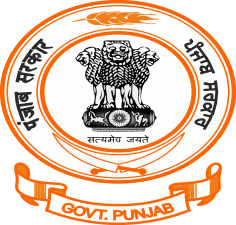 पंजाब सरकार
ਪੰਜਾਬ ਸਰਕਾਰ
सत्यमेव जयते
GOVT. PUNJAB